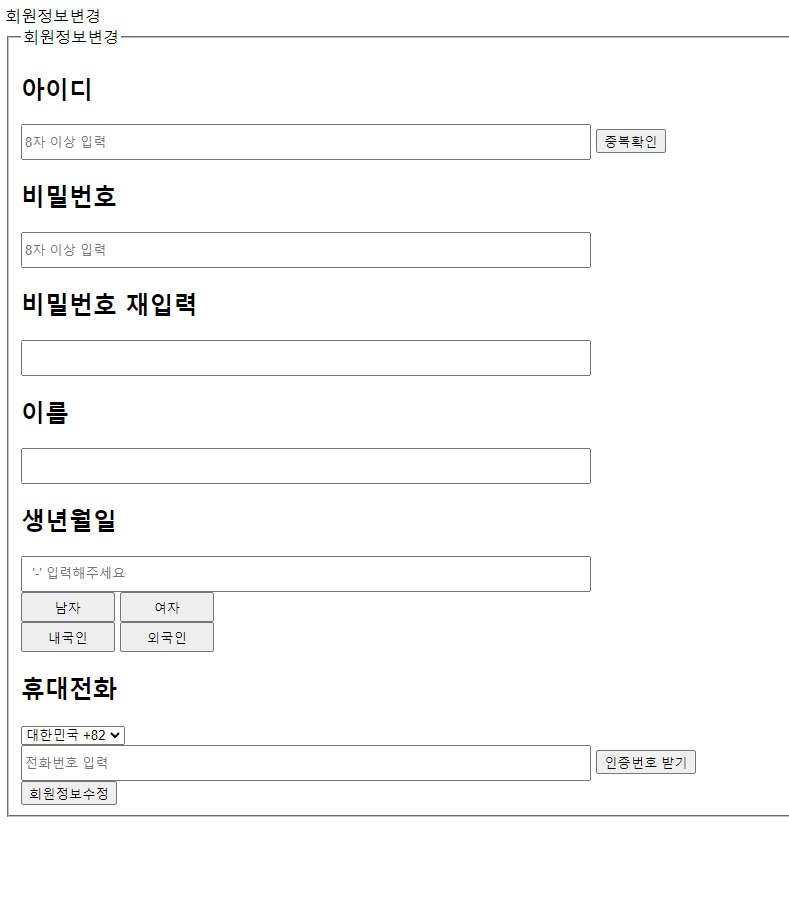 회원정보변경
회원정보변경
아이디
8자 이상 입력 중복확인
비밀번호
8자 이상 입력
비밀번호 재입력
이름
생년월일
'-' 입력해주세요
남자 여자
내국인 외국인
휴대전화
대한민국 +82
전화번호 입력 인증번호 받기
회원정보수정